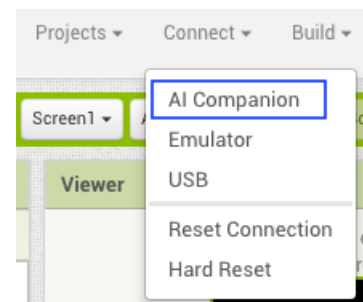 Projects ▾ Connect ▾ Build ▾
AI Companion
Screen1 ▾
Emulator
Viewer
USB
Reset Connection
Hard Reset